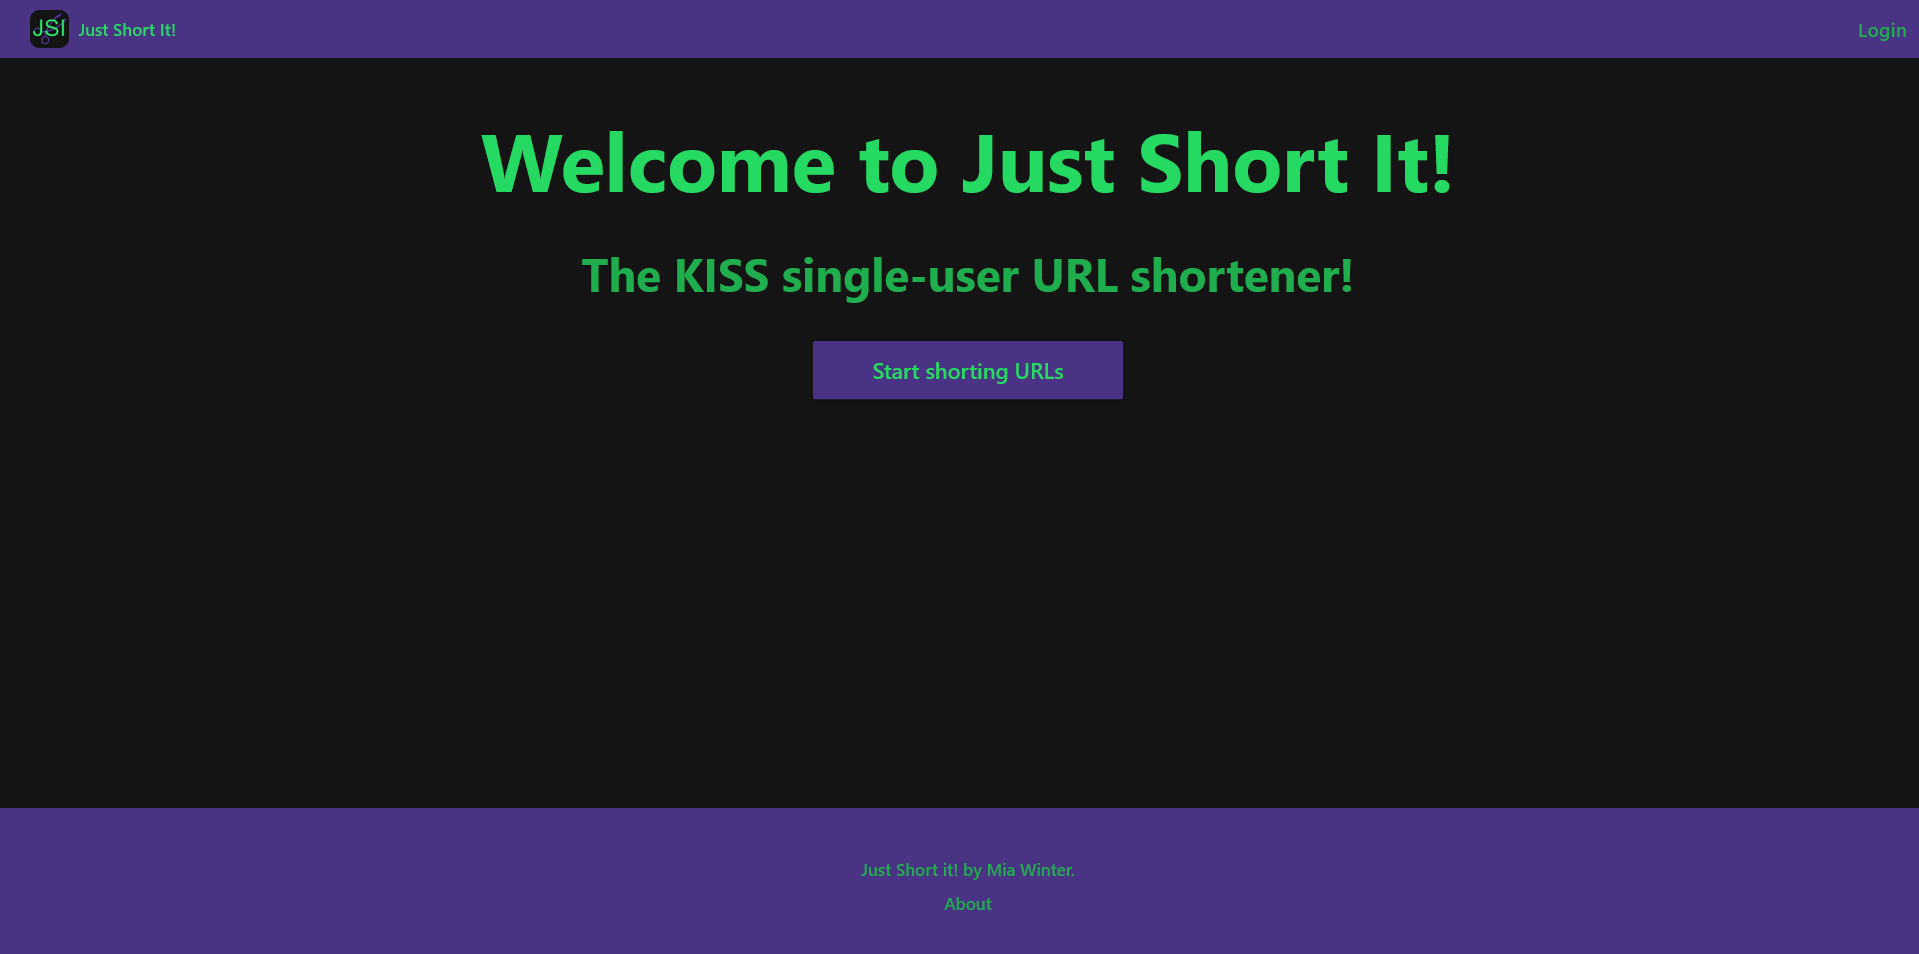 JSI Just Short It!
Login
Welcome to Just Short It!
The KISS single-user URL shortener!
Start shorting URLs
Just Short it! by Mia Winter.
About